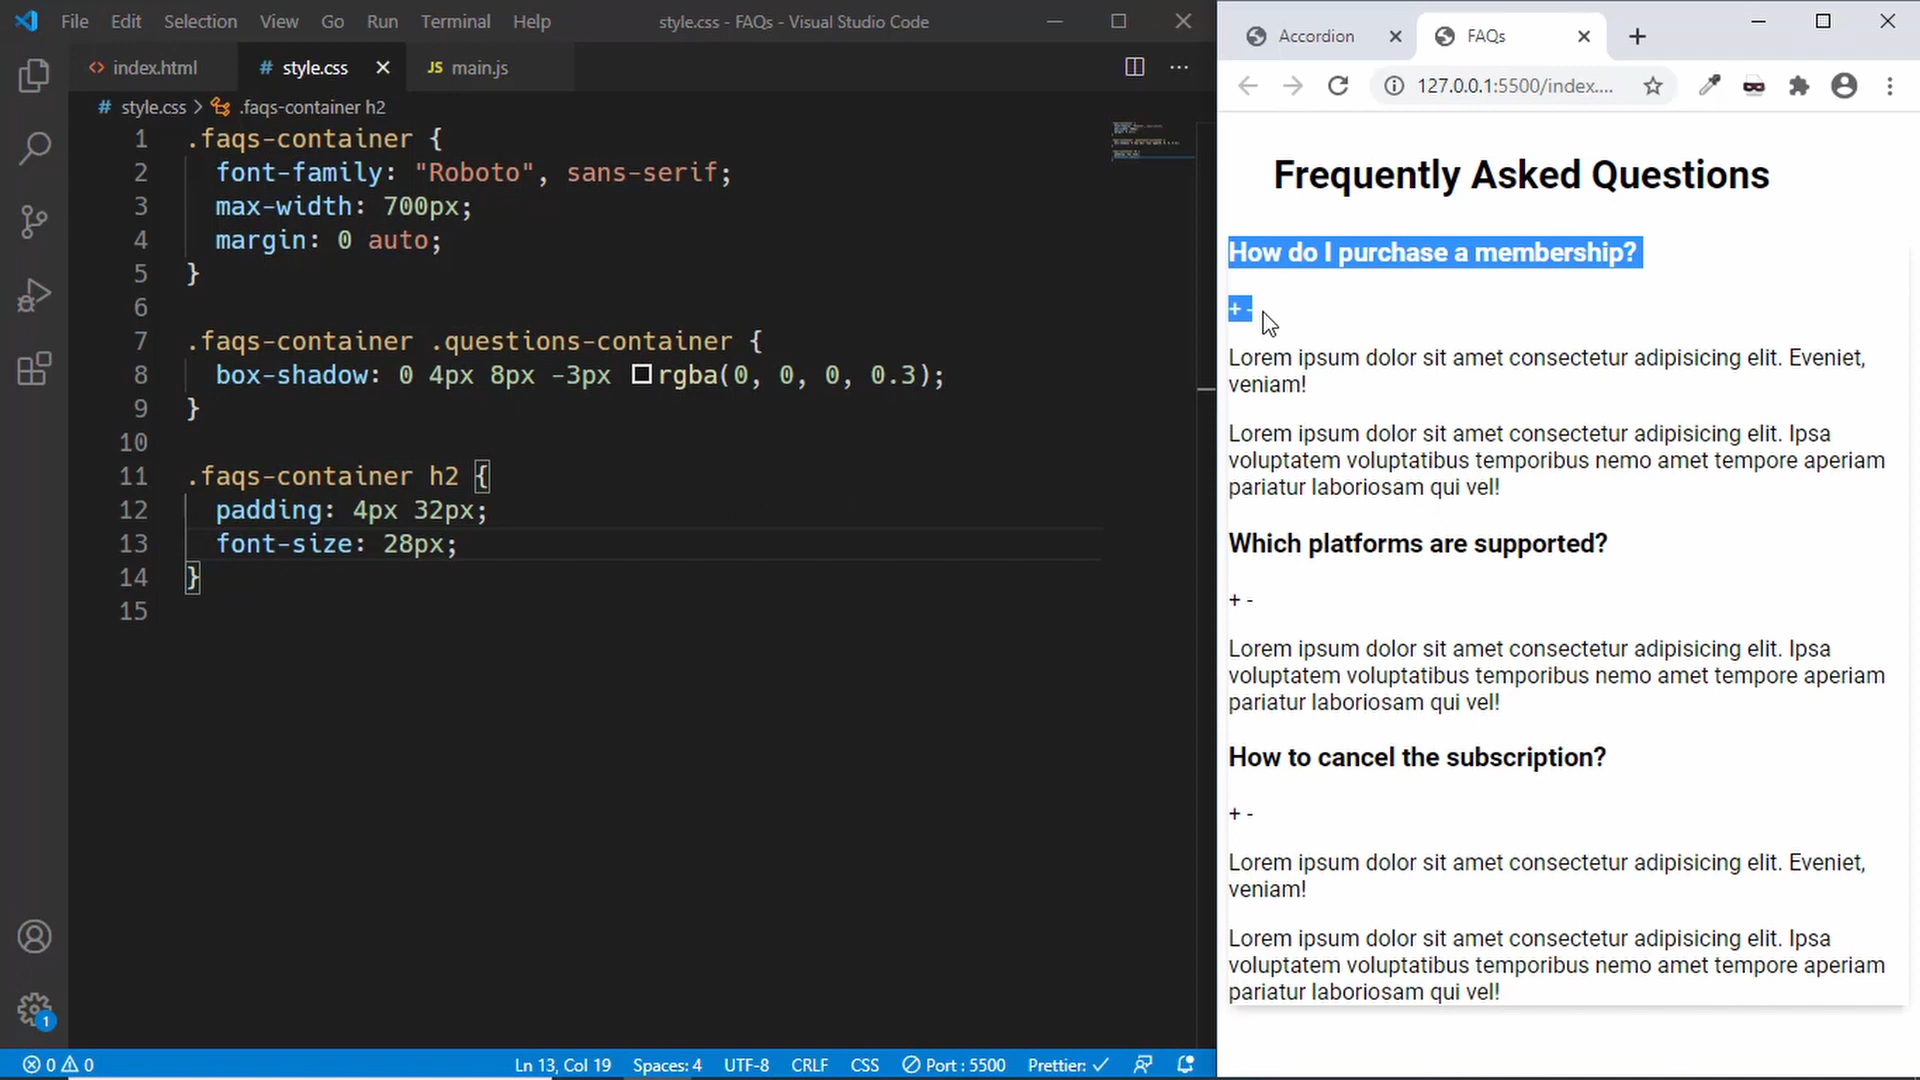 File Edit Selection View Go Run Terminal Help style.css - FAQs - Visual Studio Code
index.html # style.css JS main.js
# style.css > .faqs-container h2
1 .faqs-container {
2 font-family: "Roboto", sans-serif;
3 max-width: 700px;
4 margin: 0 auto;
5 }
6
7 .faqs-container .questions-container {
8 box-shadow: 0 4px 8px -3px rgba(0, 0, 0, 0.3);
9 }
10
11 .faqs-container h2 {
12 padding: 4px 32px;
13 font-size: 28px;
14 }
15
1
0 0 Ln 13, Col 19 Spaces: 4 UTF-8 CRLF CSS Port : 5500 Prettier: ✓
Accordion FAQs
127.0.0.1:5500/index....
Frequently Asked Questions
How do I purchase a membership?
+ -
Lorem ipsum dolor sit amet consectetur adipisicing elit. Eveniet,
veniam!
Lorem ipsum dolor sit amet consectetur adipisicing elit. Ipsa
voluptatem voluptatibus temporibus nemo amet tempore aperiam
pariatur laboriosam qui vel!
Which platforms are supported?
+ -
Lorem ipsum dolor sit amet consectetur adipisicing elit. Ipsa
voluptatem voluptatibus temporibus nemo amet tempore aperiam
pariatur laboriosam qui vel!
How to cancel the subscription?
+ -
Lorem ipsum dolor sit amet consectetur adipisicing elit. Eveniet,
veniam!
Lorem ipsum dolor sit amet consectetur adipisicing elit. Ipsa
voluptatem voluptatibus temporibus nemo amet tempore aperiam
pariatur laboriosam qui vel!